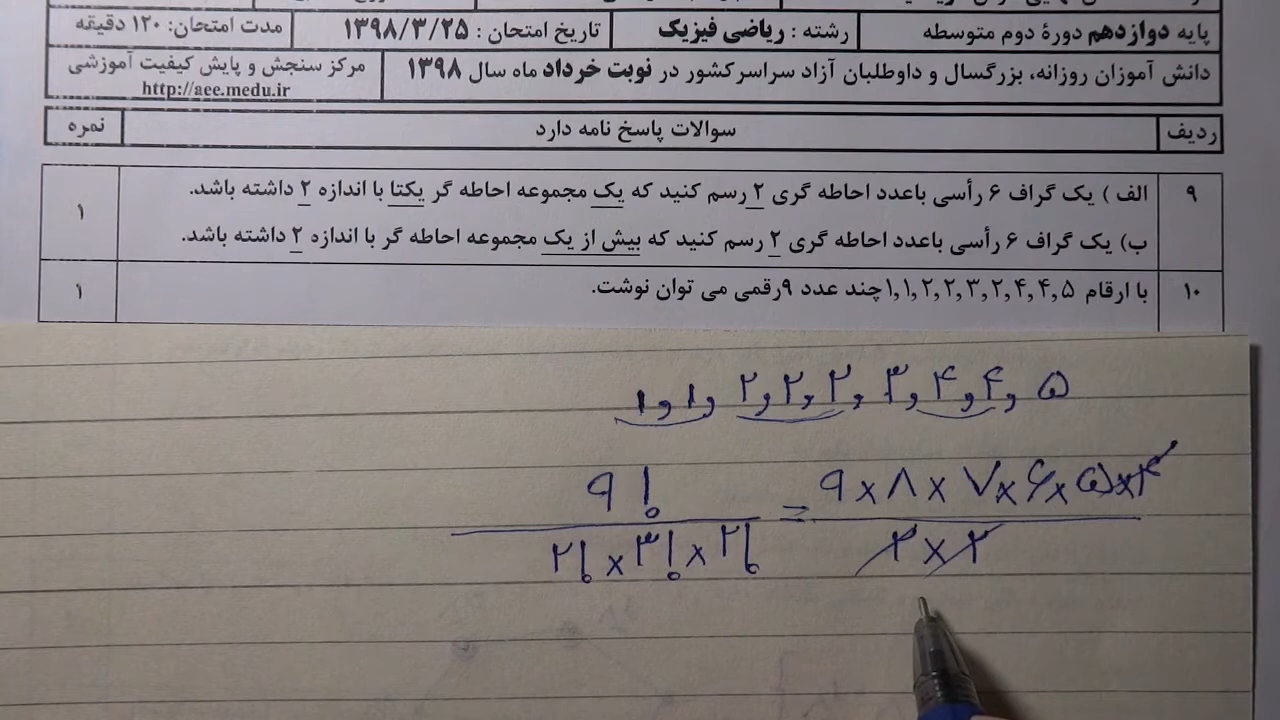 پایه دوازدهم دورهٔ دوم متوسطه رشته : ریاضی فیزیک تاریخ امتحان : ۱۳۹۸/۳/۲۵ مدت امتحان: ۱۲۰ دقیقه
دانش آموزان روزانه، بزرگسال و داوطلبان آزاد سراسرکشور در نوبت خرداد ماه سال ۱۳۹۸ مرکز سنجش و پایش کیفیت آموزشی
http://aee.medu.ir
ردیف سوالات پاسخ نامه دارد نمره
۹ الف ) یک گراف ۶ رأسی باعدد احاطه گری ۲ رسم کنید که یک مجموعه احاطه گر یکتا با اندازه ۲ داشته باشد. ۱
ب) یک گراف ۶ رأسی باعدد احاطه گری ۲ رسم کنید که بیش از یک مجموعه احاطه گر با اندازه ۲ داشته باشد.
۱۰ با ارقام ۱,۱,۲,۲,۳,۲,۴,۴,۵ چند عدد ۹رقمی می توان نوشت. ۱
۱, ۱, ۲, ۲, ۲, ۳, ۴, ۴, ۵
۹! = ۹×۸×۷×۶×۵×۴
۲!×۳!×۲! ۲×۲